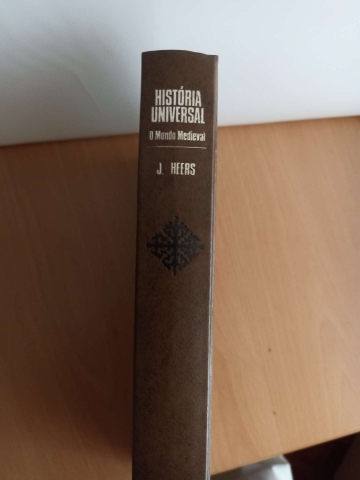 HISTÓRIA
UNIVERSAL
O Mundo Medieval
J. HEERS